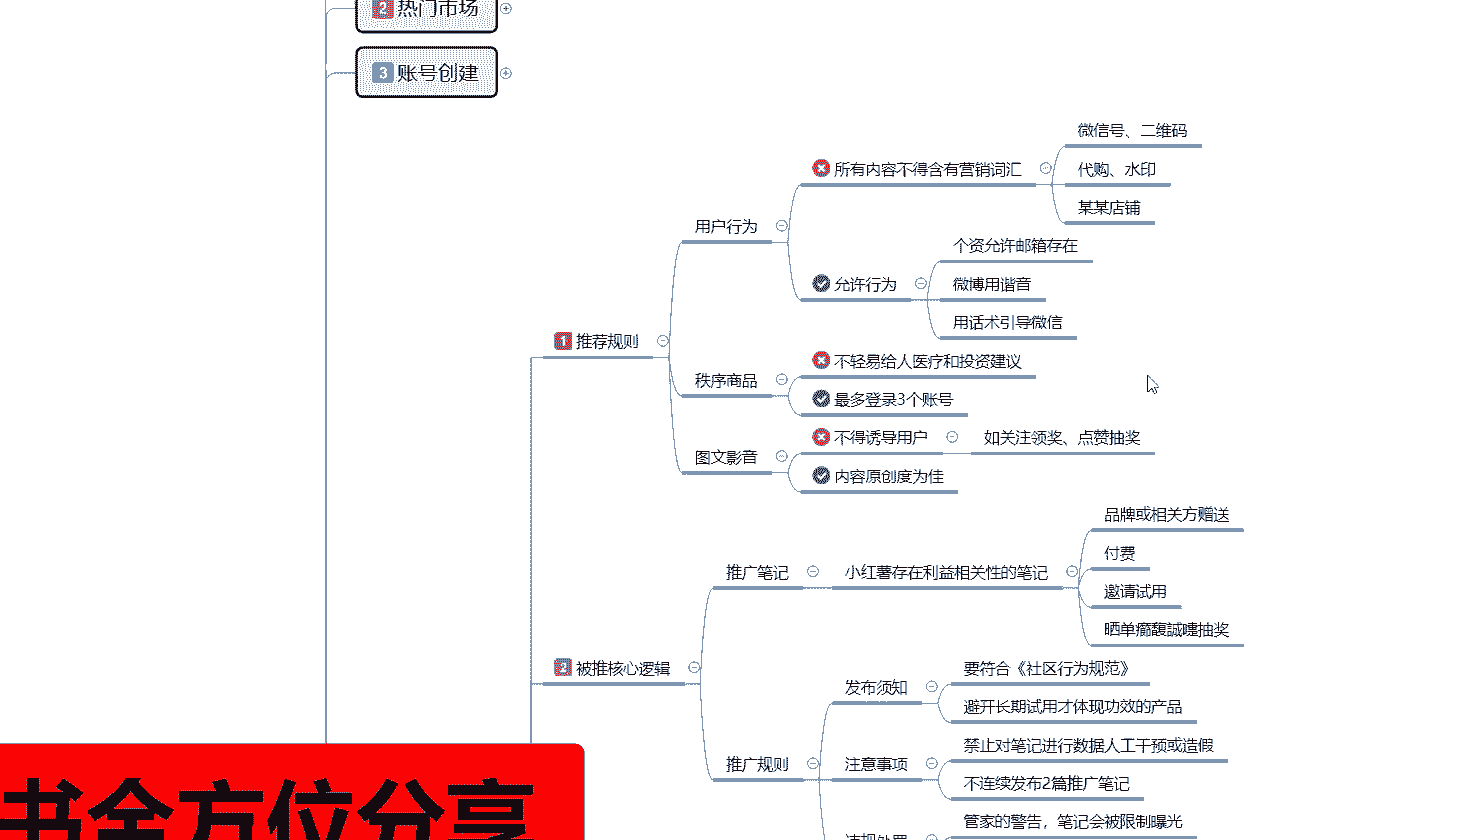 2 热门市场
3 账号创建
1 推荐规则
用户行为
所有内容不得含有营销词汇
微信号、二维码
代购、水印
某某店铺
允许行为
个资允许邮箱存在
微博用谐音
用话术引导微信
秩序商品
不轻易给人医疗和投资建议
最多登录3个账号
图文影音
不得诱导用户
如关注领奖、点赞抽奖
内容原创度为佳
2 被推核心逻辑
推广笔记
小红薯存在利益相关性的笔记
品牌或相关方赠送
付费
邀请试用
晒单
抽奖
推广规则
发布须知
要符合《社区行为规范》
避开长期试用才体现功效的产品
注意事项
禁止对笔记进行数据人工干预或造假
不连续发布2篇推广笔记
违规处罚
管家的警告，笔记会被限制曝光
书全方位分享